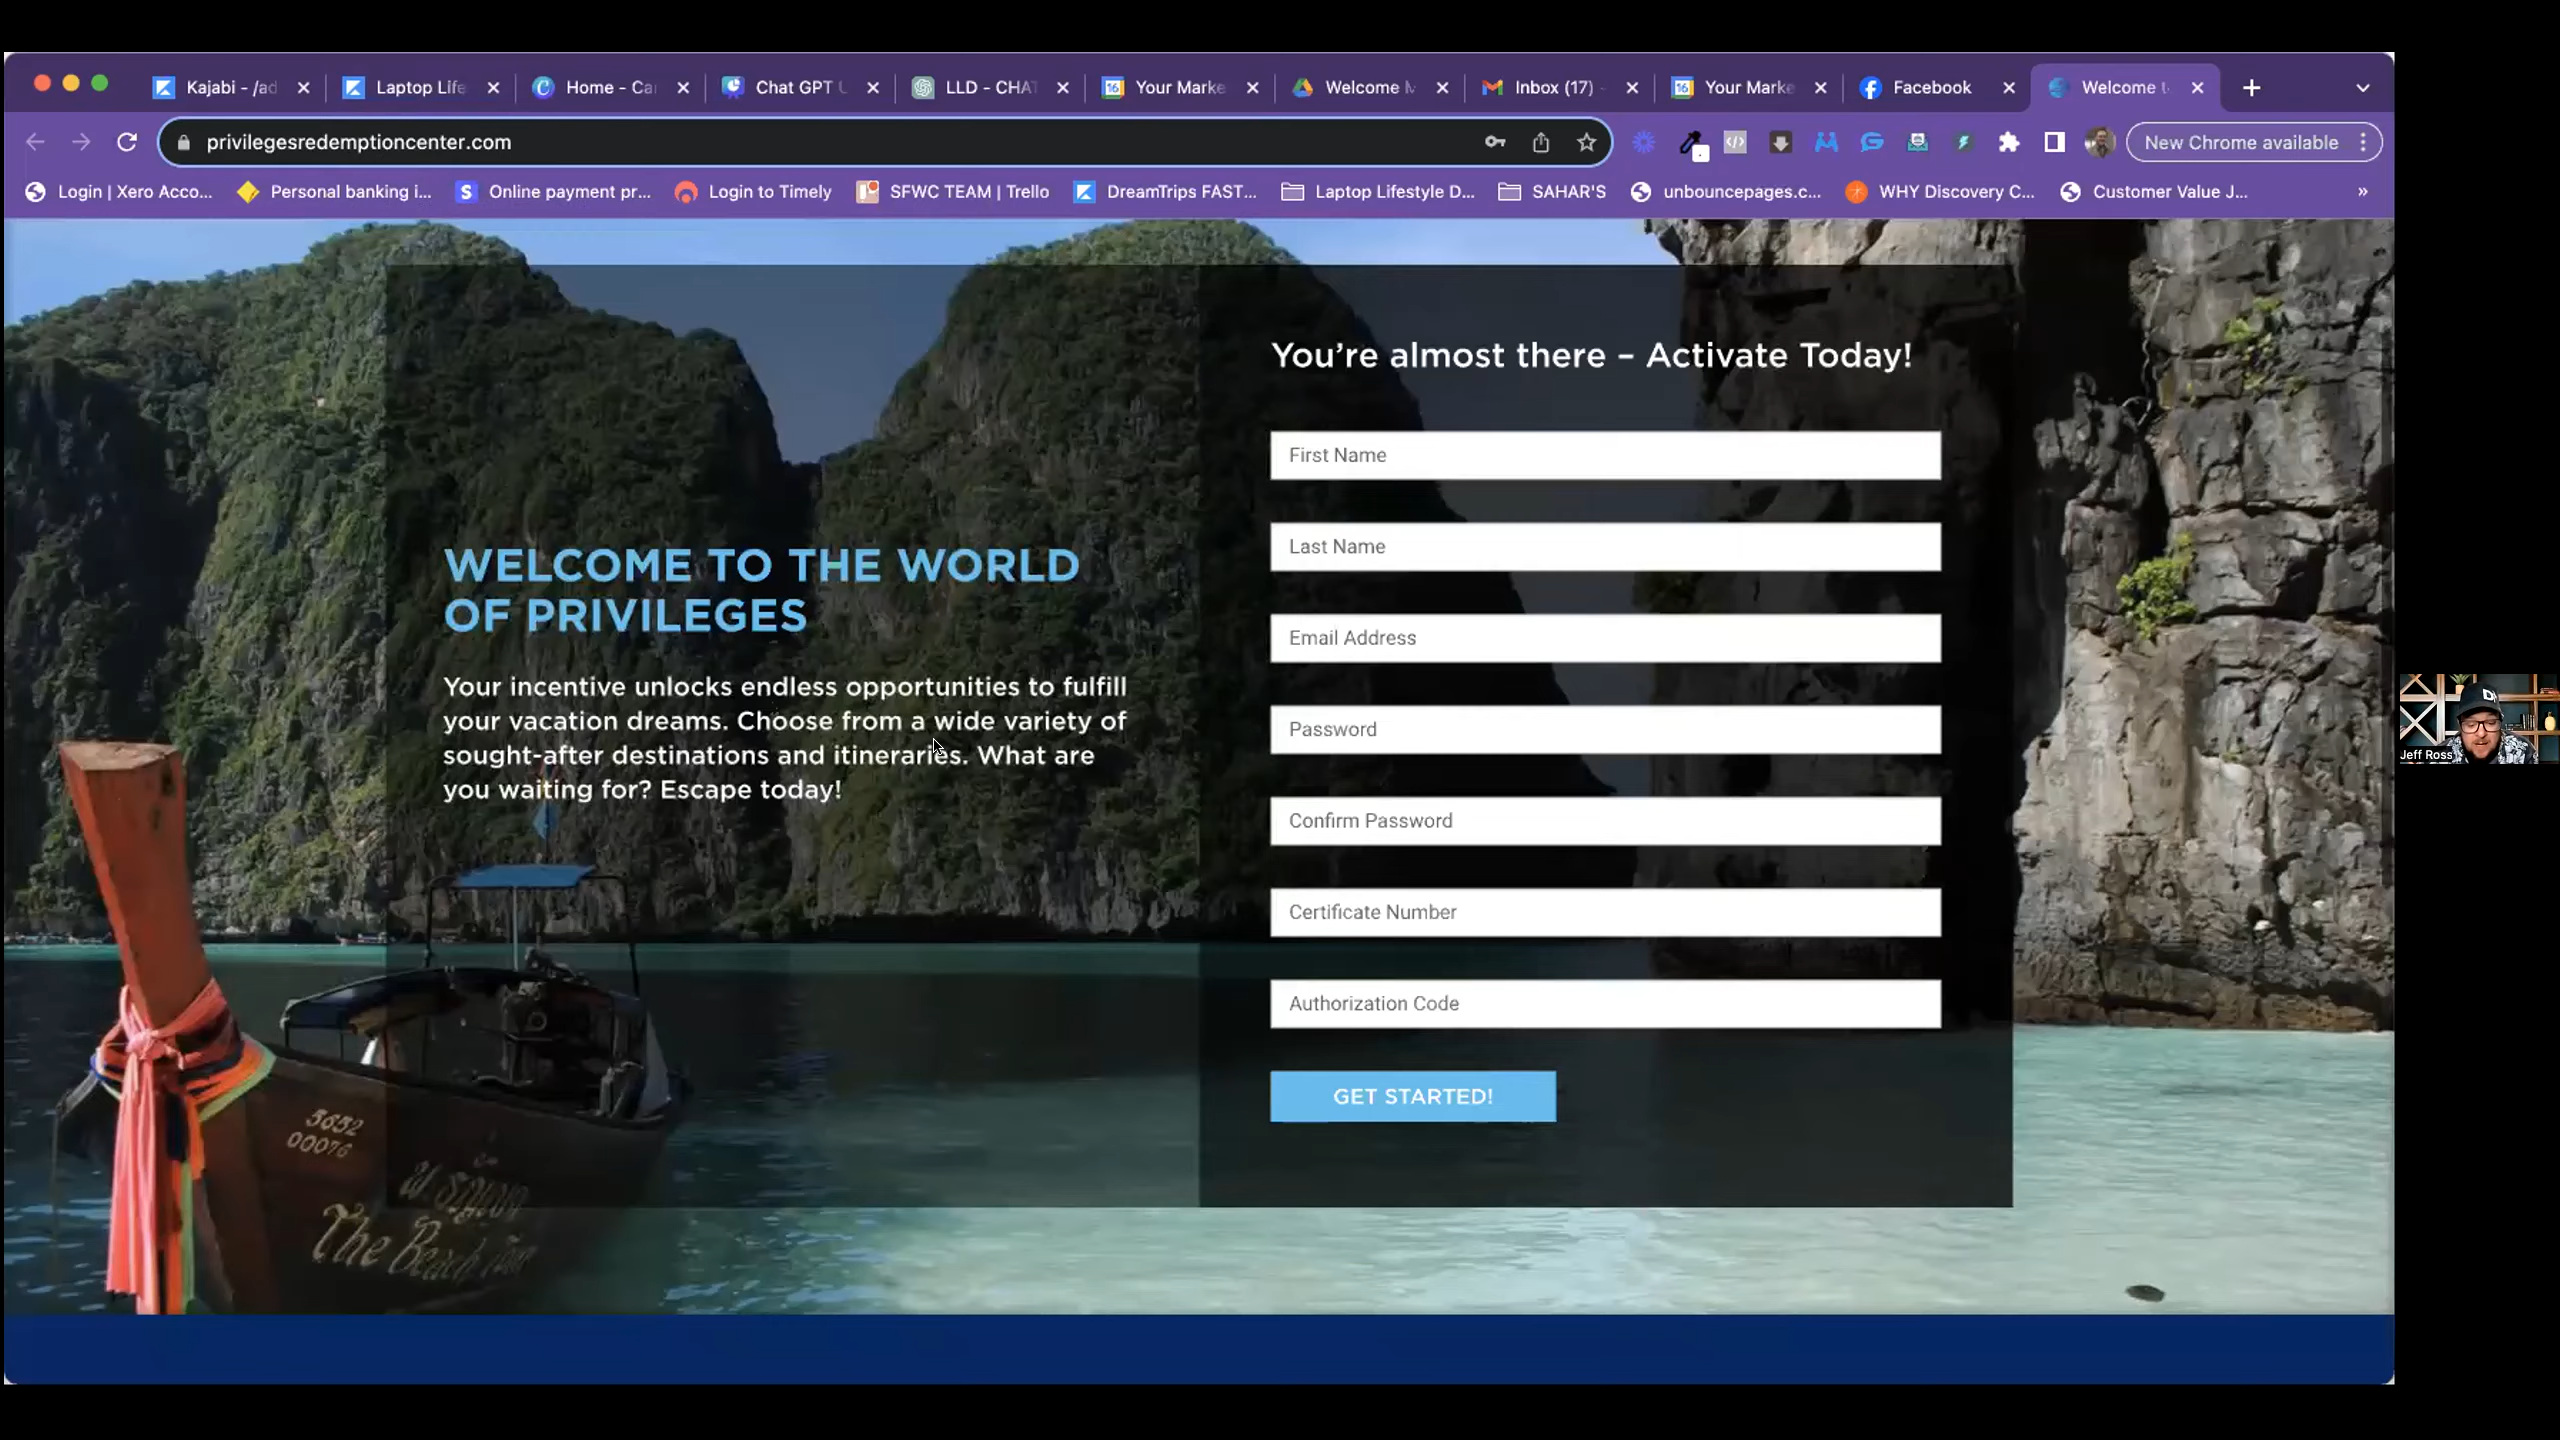 Kajabi - /ad
Laptop Life
Home - Ca
Chat GPT U
LLD - CHAT
Your Marke
Welcome M
Inbox (17)
Your Marke
Facebook
Welcome t
privilegesredemptioncenter.com
New Chrome available
Login | Xero Acco...
Personal banking i...
Online payment pr...
Login to Timely
SFWC TEAM | Trello
DreamTrips FAST...
Laptop Lifestyle D...
SAHAR'S
unbouncepages.c...
WHY Discovery C...
Customer Value J...
WELCOME TO THE WORLD
OF PRIVILEGES
Your incentive unlocks endless opportunities to fulfill
your vacation dreams. Choose from a wide variety of
sought-after destinations and itineraries. What are
you waiting for? Escape today!
You’re almost there – Activate Today!
First Name
Last Name
Email Address
Password
Confirm Password
Certificate Number
Authorization Code
GET STARTED!
5652
00076
The Beach
Jeff Ross